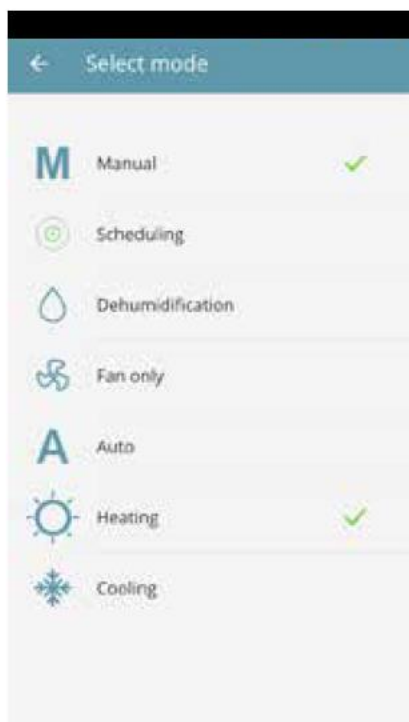 Select mode
M Manual
Scheduling
Dehumidification
Fan only
A Auto
Heating
Cooling